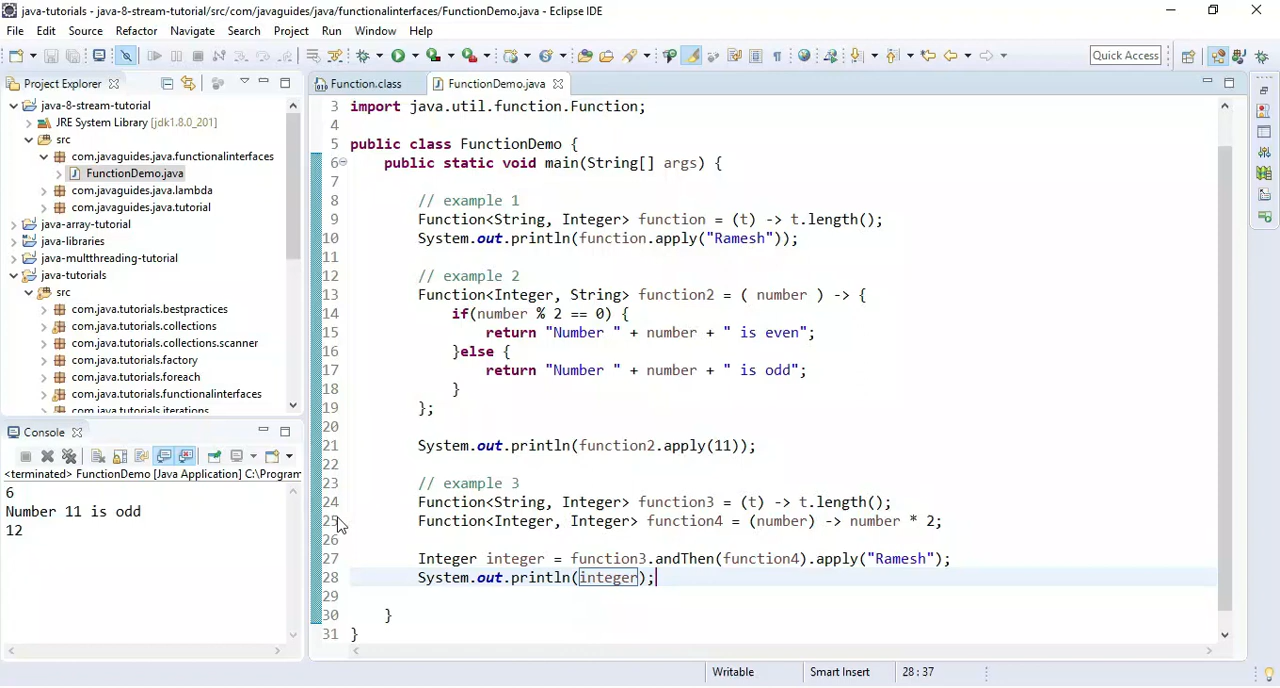 java-tutorials - java-8-stream-tutorial/src/com/javaguides/java/functionalinterfaces/FunctionDemo.java - Eclipse IDE
File Edit Source Refactor Navigate Search Project Run Window Help
Quick Access
Project Explorer
java-8-stream-tutorial
JRE System Library [jdk1.8.0_201]
src
com.javaguides.java.functionalinterfaces
FunctionDemo.java
com.javaguides.java.lambda
com.javaguides.java.tutorial
java-array-tutorial
java-libraries
java-multthreading-tutorial
java-tutorials
src
com.java.tutorials.bestpractices
com.java.tutorials.collections
com.java.tutorials.collections.scanner
com.java.tutorials.factory
com.java.tutorials.foreach
com.java.tutorials.functionalinterfaces
com.java.tutorials.iterations
Console
<terminated> FunctionDemo [Java Application] C:\Program
6
Number 11 is odd
12
Function.class FunctionDemo.java
3 import java.util.function.Function;
4
5 public class FunctionDemo {
6 public static void main(String[] args) {
7
8 // example 1
9 Function<String, Integer> function = (t) -> t.length();
10 System.out.println(function.apply("Ramesh"));
11
12 // example 2
13 Function<Integer, String> function2 = ( number ) -> {
14 if(number % 2 == 0) {
15 return "Number " + number + " is even";
16 }else {
17 return "Number " + number + " is odd";
18 }
19 };
20
21 System.out.println(function2.apply(11));
22
23 // example 3
24 Function<String, Integer> function3 = (t) -> t.length();
25 Function<Integer, Integer> function4 = (number) -> number * 2;
26
27 Integer integer = function3.andThen(function4).apply("Ramesh");
28 System.out.println(integer);
29
30 }
31 }
Writable Smart Insert 28 : 37